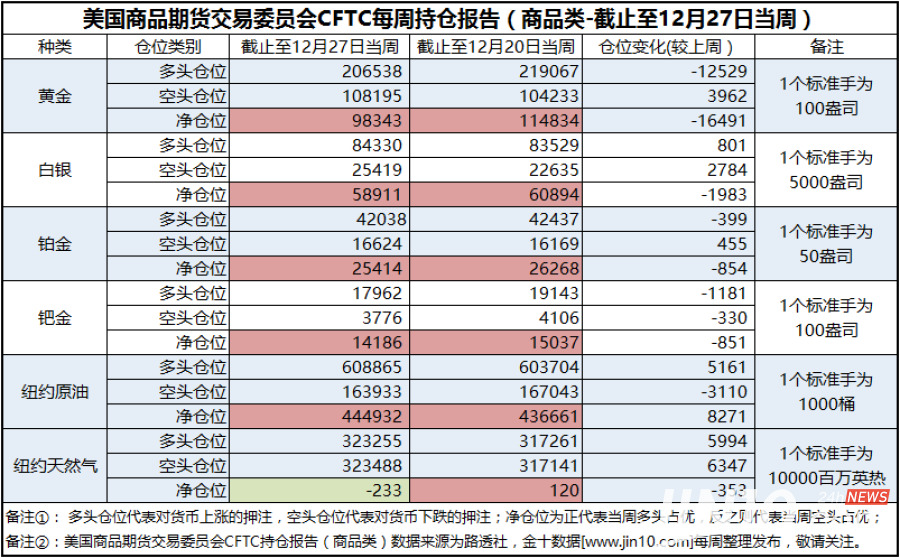 美国商品期货交易委员会CFTC每周持仓报告（商品类-截止至12月27日当周）
种类 仓位类别 截止至12月27日当周 截止至12月20日当周 仓位变化(较上周） 备注
多头仓位 206538 219067 -12529
黄金 空头仓位 108195 104233 3962 1个标准手为
100盎司
净仓位 98343 114834 -16491
多头仓位 84330 83529 801
白银 空头仓位 25419 22635 2784 1个标准手为
5000盎司
净仓位 58911 60894 -1983
多头仓位 42038 42437 -399
铂金 空头仓位 16624 16169 455 1个标准手为
50盎司
净仓位 25414 26268 -854
多头仓位 17962 19143 -1181
钯金 空头仓位 3776 4106 -330 1个标准手为
100盎司
净仓位 14186 15037 -851
多头仓位 608865 603704 5161
纽约原油 空头仓位 163933 167043 -3110 1个标准手为
1000桶
净仓位 444932 436661 8271
多头仓位 323255 317261 5994
纽约天然气 空头仓位 323488 317141 6347 1个标准手为
10000百万英热
净仓位 -233 120 -353
备注①： 多头仓位代表对货币上涨的押注，空头仓位代表对货币下跌的押注；净仓位为正代表当周多头占优，反之则代表当周空头占优；
备注②：美国商品期货交易委员会CFTC持仓报告（商品类）数据来源为路透社，金十数据[www.jin10.com]每周整理发布，敬请关注。
JIN10
24h NEWS